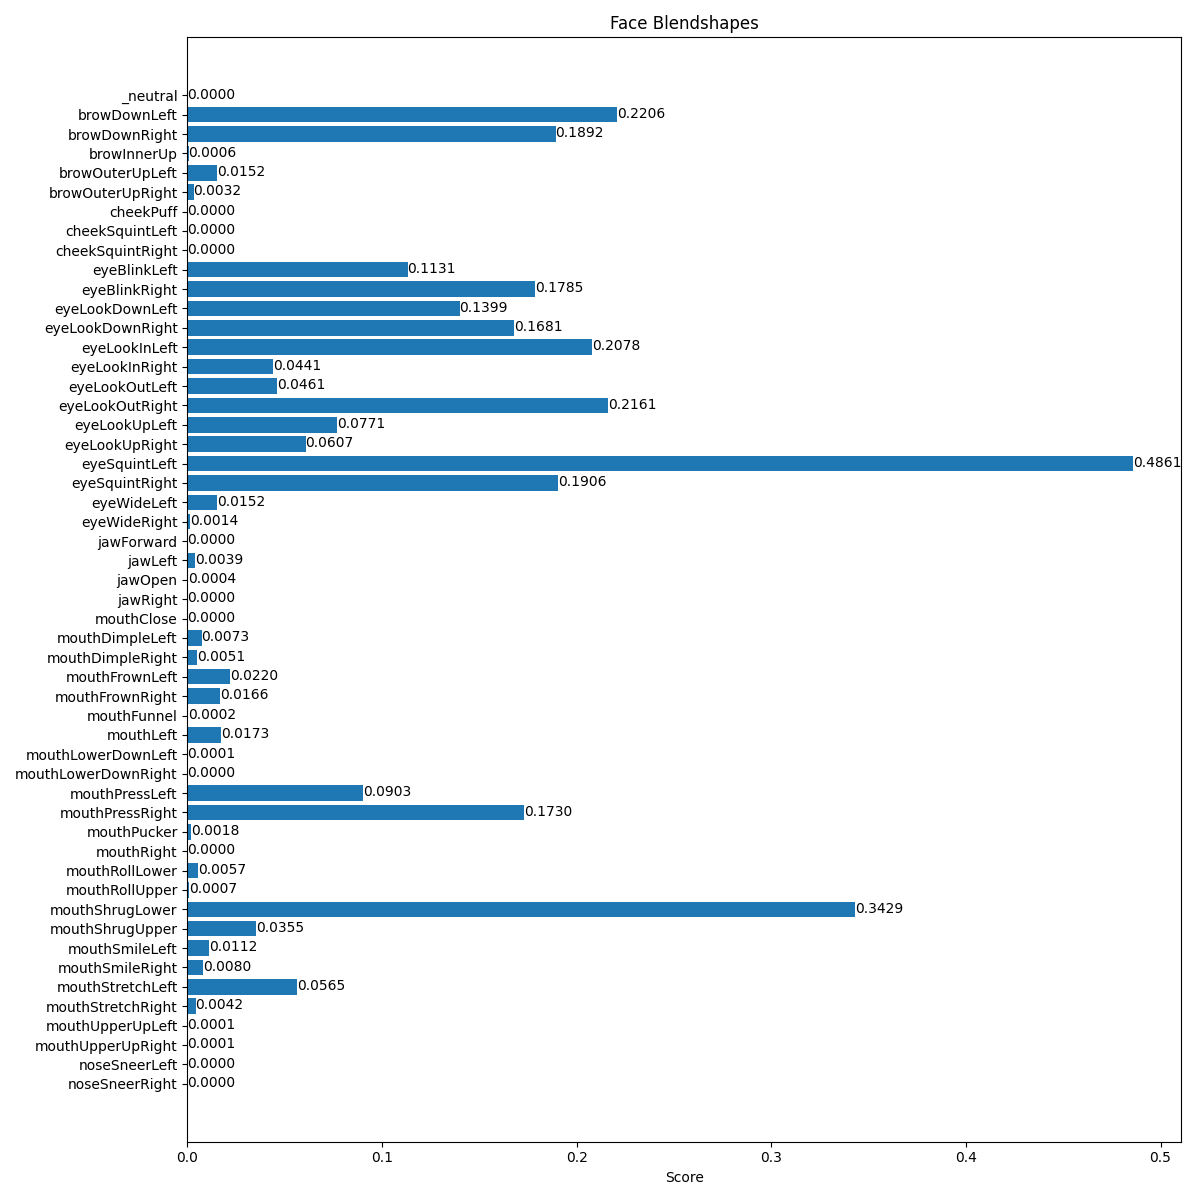 Face Blendshapes
_neutral 0.0000
browDownLeft 0.2206
browDownRight 0.1892
browInnerUp 0.0006
browOuterUpLeft 0.0152
browOuterUpRight 0.0032
cheekPuff 0.0000
cheekSquintLeft 0.0000
cheekSquintRight 0.0000
eyeBlinkLeft 0.1131
eyeBlinkRight 0.1785
eyeLookDownLeft 0.1399
eyeLookDownRight 0.1681
eyeLookInLeft 0.2078
eyeLookInRight 0.0441
eyeLookOutLeft 0.0461
eyeLookOutRight 0.2161
eyeLookUpLeft 0.0771
eyeLookUpRight 0.0607
eyeSquintLeft 0.4861
eyeSquintRight 0.1906
eyeWideLeft 0.0152
eyeWideRight 0.0014
jawForward 0.0000
jawLeft 0.0039
jawOpen 0.0004
jawRight 0.0000
mouthClose 0.0000
mouthDimpleLeft 0.0073
mouthDimpleRight 0.0051
mouthFrownLeft 0.0220
mouthFrownRight 0.0166
mouthFunnel 0.0002
mouthLeft 0.0173
mouthLowerDownLeft 0.0001
mouthLowerDownRight 0.0000
mouthPressLeft 0.0903
mouthPressRight 0.1730
mouthPucker 0.0018
mouthRight 0.0000
mouthRollLower 0.0057
mouthRollUpper 0.0007
mouthShrugLower 0.3429
mouthShrugUpper 0.0355
mouthSmileLeft 0.0112
mouthSmileRight 0.0080
mouthStretchLeft 0.0565
mouthStretchRight 0.0042
mouthUpperUpLeft 0.0001
mouthUpperUpRight 0.0001
noseSneerLeft 0.0000
noseSneerRight 0.0000
0.0 0.1 0.2 0.3 0.4 0.5
Score